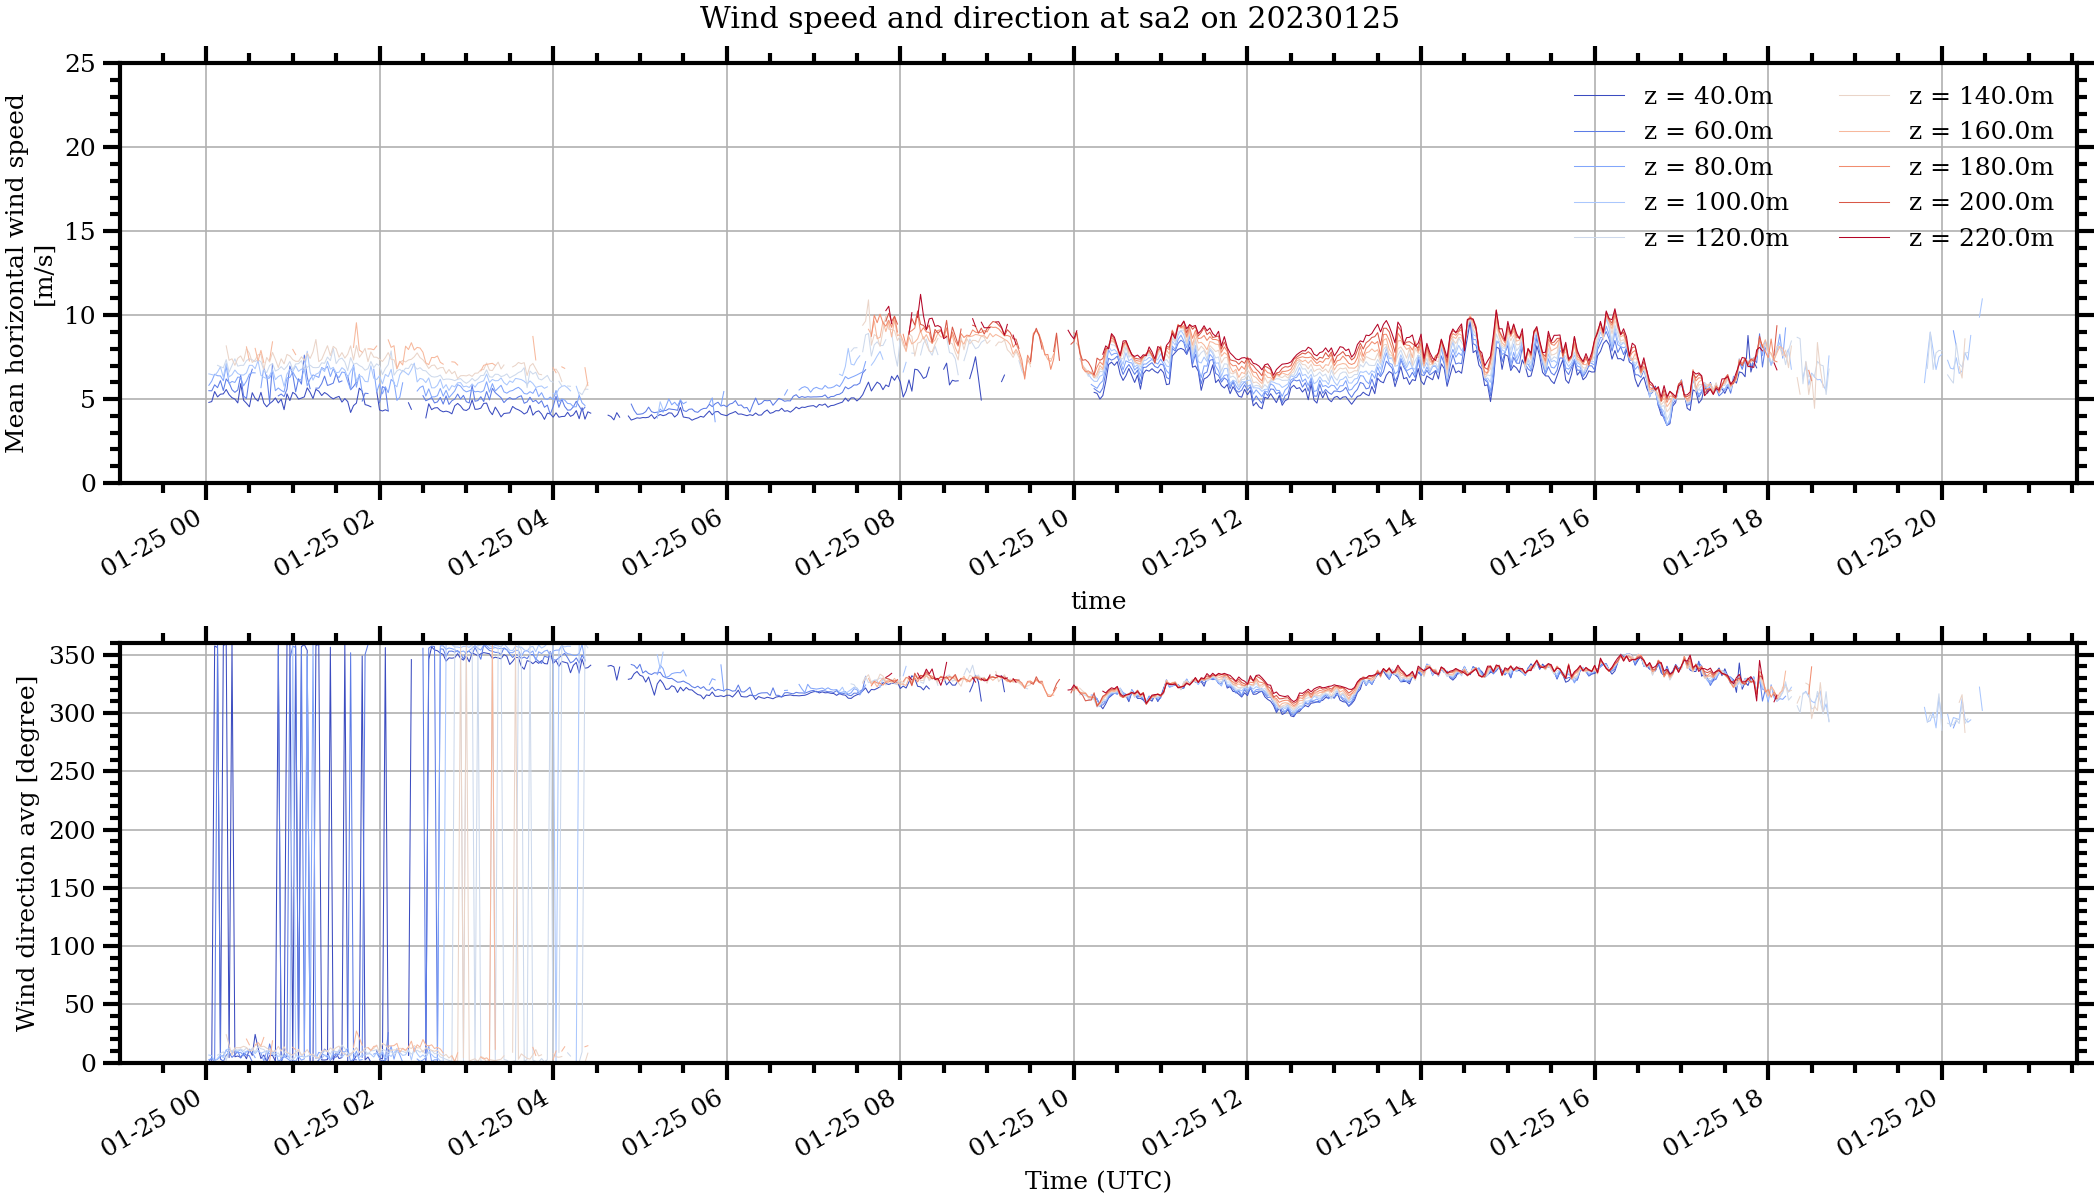 Wind speed and direction at sa2 on 20230125
Mean horizontal wind speed
[m/s]
25
20
15
10
5
0
z = 40.0m
z = 60.0m
z = 80.0m
z = 100.0m
z = 120.0m
z = 140.0m
z = 160.0m
z = 180.0m
z = 200.0m
z = 220.0m
01-25 00
01-25 02
01-25 04
01-25 06
01-25 08
01-25 10
01-25 12
01-25 14
01-25 16
01-25 18
01-25 20
time
Wind direction avg [degree]
350
300
250
200
150
100
50
0
01-25 00
01-25 02
01-25 04
01-25 06
01-25 08
01-25 10
01-25 12
01-25 14
01-25 16
01-25 18
01-25 20
Time (UTC)